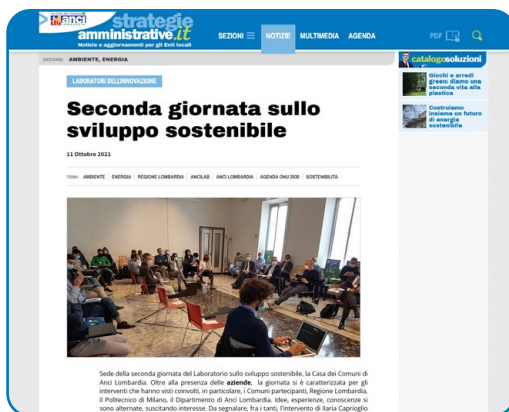 anci
strategie
amministrative.it
Notizie e aggiornamenti per gli Enti locali
SEZIONI NOTIZIE MULTIMEDIA AGENDA PDF
SEZIONE: AMBIENTE, ENERGIA
LABORATORI DELL'INNOVAZIONE
Seconda giornata sullo
sviluppo sostenibile
11 Ottobre 2021
TEMI: AMBIENTE ENERGIA REGIONE LOMBARDIA ANCILAB ANCI LOMBARDIA AGENDA ONU 2030 SOSTENIBILITÀ
Sede della seconda giornata del Laboratorio sullo sviluppo sostenibile, la Casa dei Comuni di
Anci Lombardia. Oltre alla presenza delle aziende, la giornata si è caratterizzata per gli
interventi che hanno visti coinvolti, in particolare, i Comuni partecipanti, Regione Lombardia,
il Politecnico di Milano, il Dipartimento di Anci Lombardia. Idee, esperienze, conoscenze si
sono alternate, suscitando interesse. Da segnalare, fra i tanti, l'intervento di Ilaria Caprioglio
catalogosoluzioni
Giochi e arredi
green: diamo una
seconda vita alla
plastica
Costruiamo
insieme un futuro
di energia
sostenibile